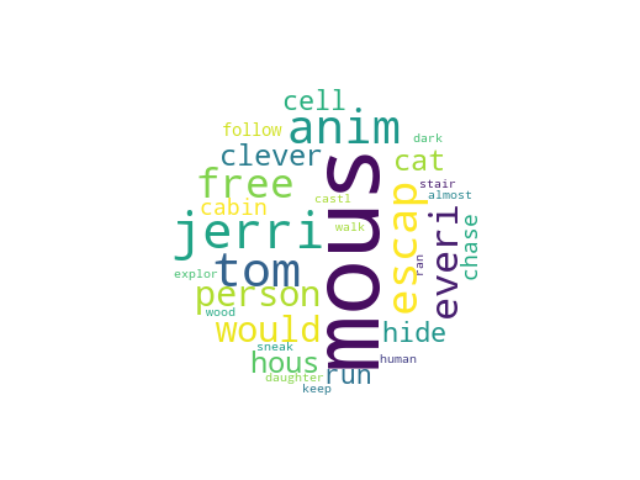 cell
anim
follow
dark
clever
cat
free
stair
castl
almost
cabin
mous
escap
everi
jerri
walk
chase
tom
ran
explor
person
wood
would
hide
sneak
hous
human
daughter
run
keep